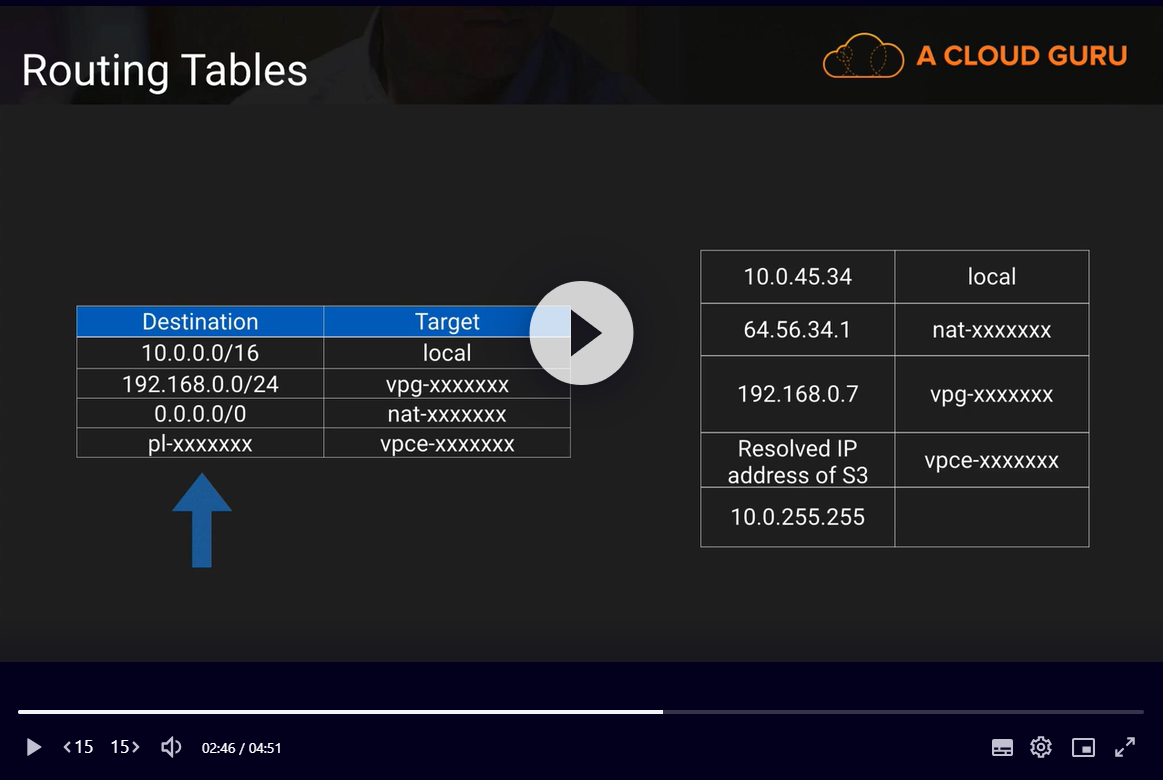 Routing Tables
A CLOUD GURU
Destination Target
10.0.0.0/16 local
192.168.0.0/24 vpg-xxxxxxx
0.0.0.0/0 nat-xxxxxxx
pl-xxxxxxx vpce-xxxxxxx
10.0.45.34 local
64.56.34.1 nat-xxxxxxx
192.168.0.7 vpg-xxxxxxx
Resolved IP
address of S3 vpce-xxxxxxx
10.0.255.255
15 15 02:46 / 04:51